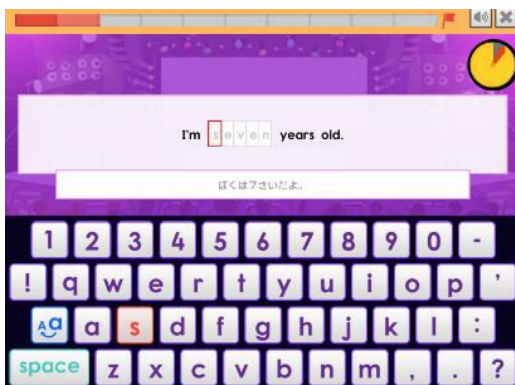 I'm seven years old.
ぼくは7さいだよ。
1 2 3 4 5 6 7 8 9 0 -
! q w e r t y u i o p '
Aa a s d f g h j k l :
space z x c v b n m , . ?